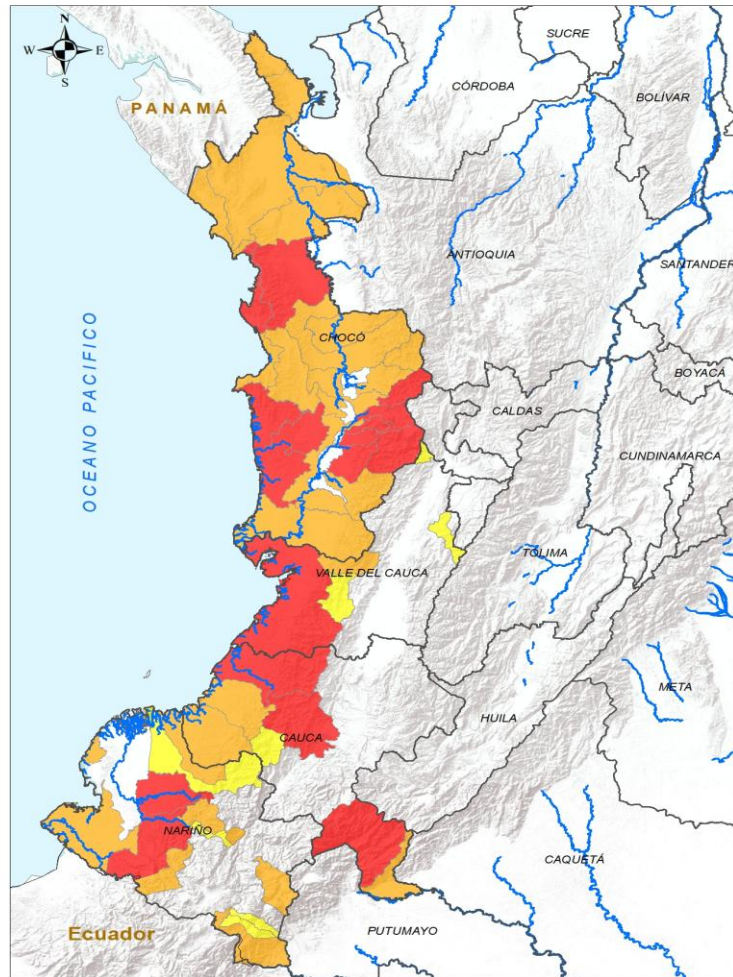 N
W E
S
PANAMÁ
SUCRE
CÓRDOBA
BOLÍVAR
ANTIOQUIA
SANTANDER
OCEANO PACIFICO
CHOCÓ
BOYACÁ
CALDAS
CUNDINAMARCA
TOLIMA
VALLE DEL CAUCA
META
HUILA
CAUCA
NARIÑO
CAQUETÁ
Ecuador
PUTUMAYO